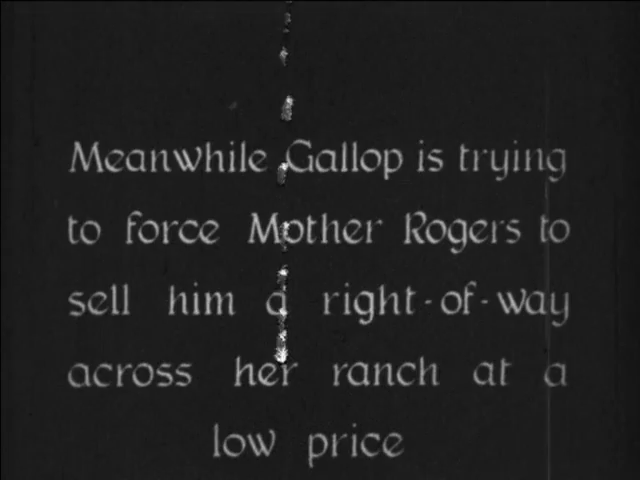 Meanwhile Gallop is trying
to force Mother Rogers to
sell him a right-of-way
across her ranch at a
low price